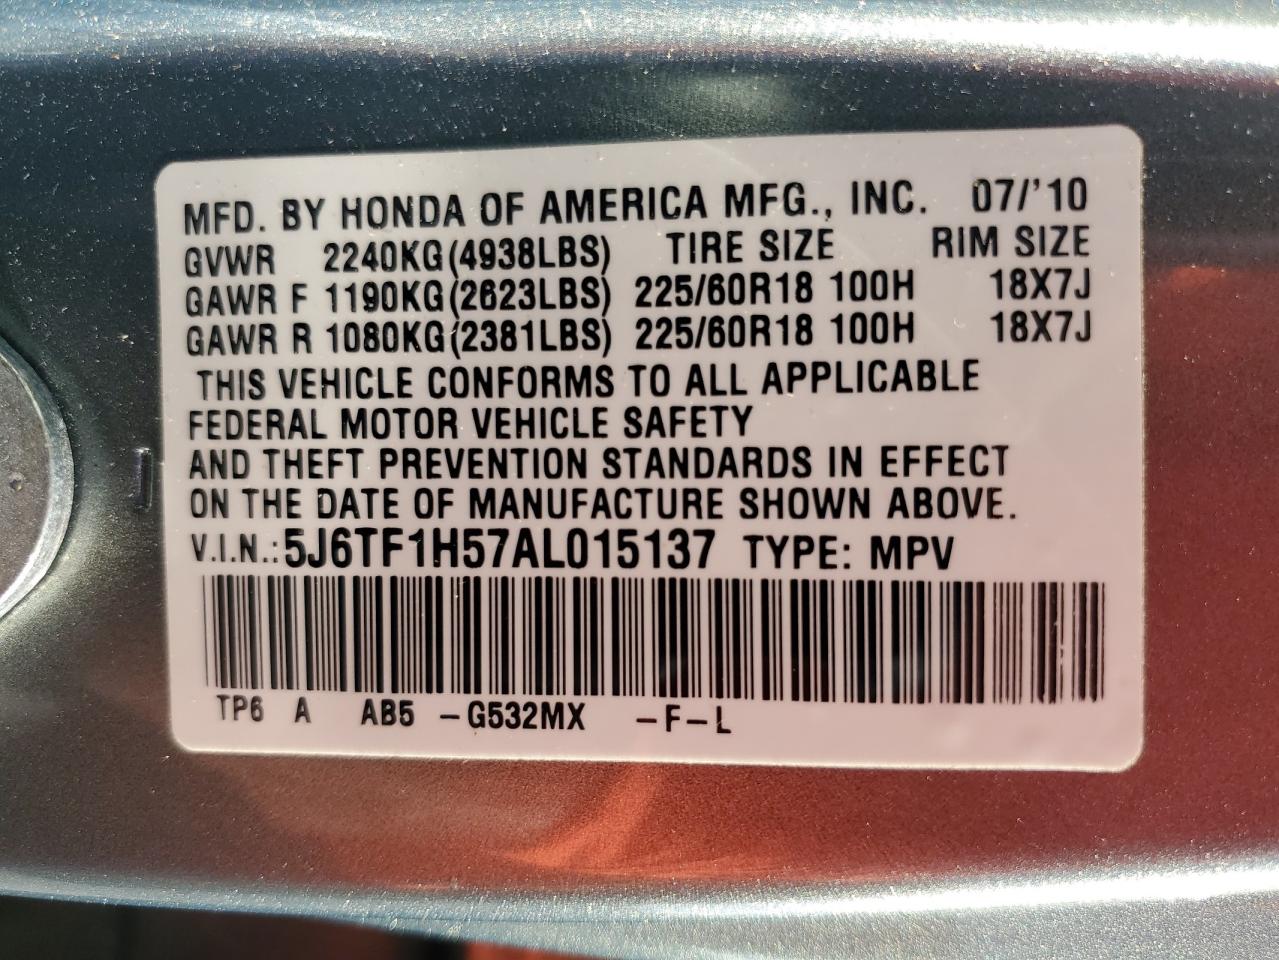 MFD. BY HONDA OF AMERICA MFG., INC. 07/'10
GVWR 2240KG(4938LBS) TIRE SIZE RIM SIZE
GAWR F 1190KG(2623LBS) 225/60R18 100H 18X7J
GAWR R 1080KG(2381LBS) 225/60R18 100H 18X7J
THIS VEHICLE CONFORMS TO ALL APPLICABLE
FEDERAL MOTOR VEHICLE SAFETY
AND THEFT PREVENTION STANDARDS IN EFFECT
ON THE DATE OF MANUFACTURE SHOWN ABOVE.
V.I.N.:5J6TF1H57AL015137 TYPE: MPV
TP6 A AB5 -G532MX -F-L